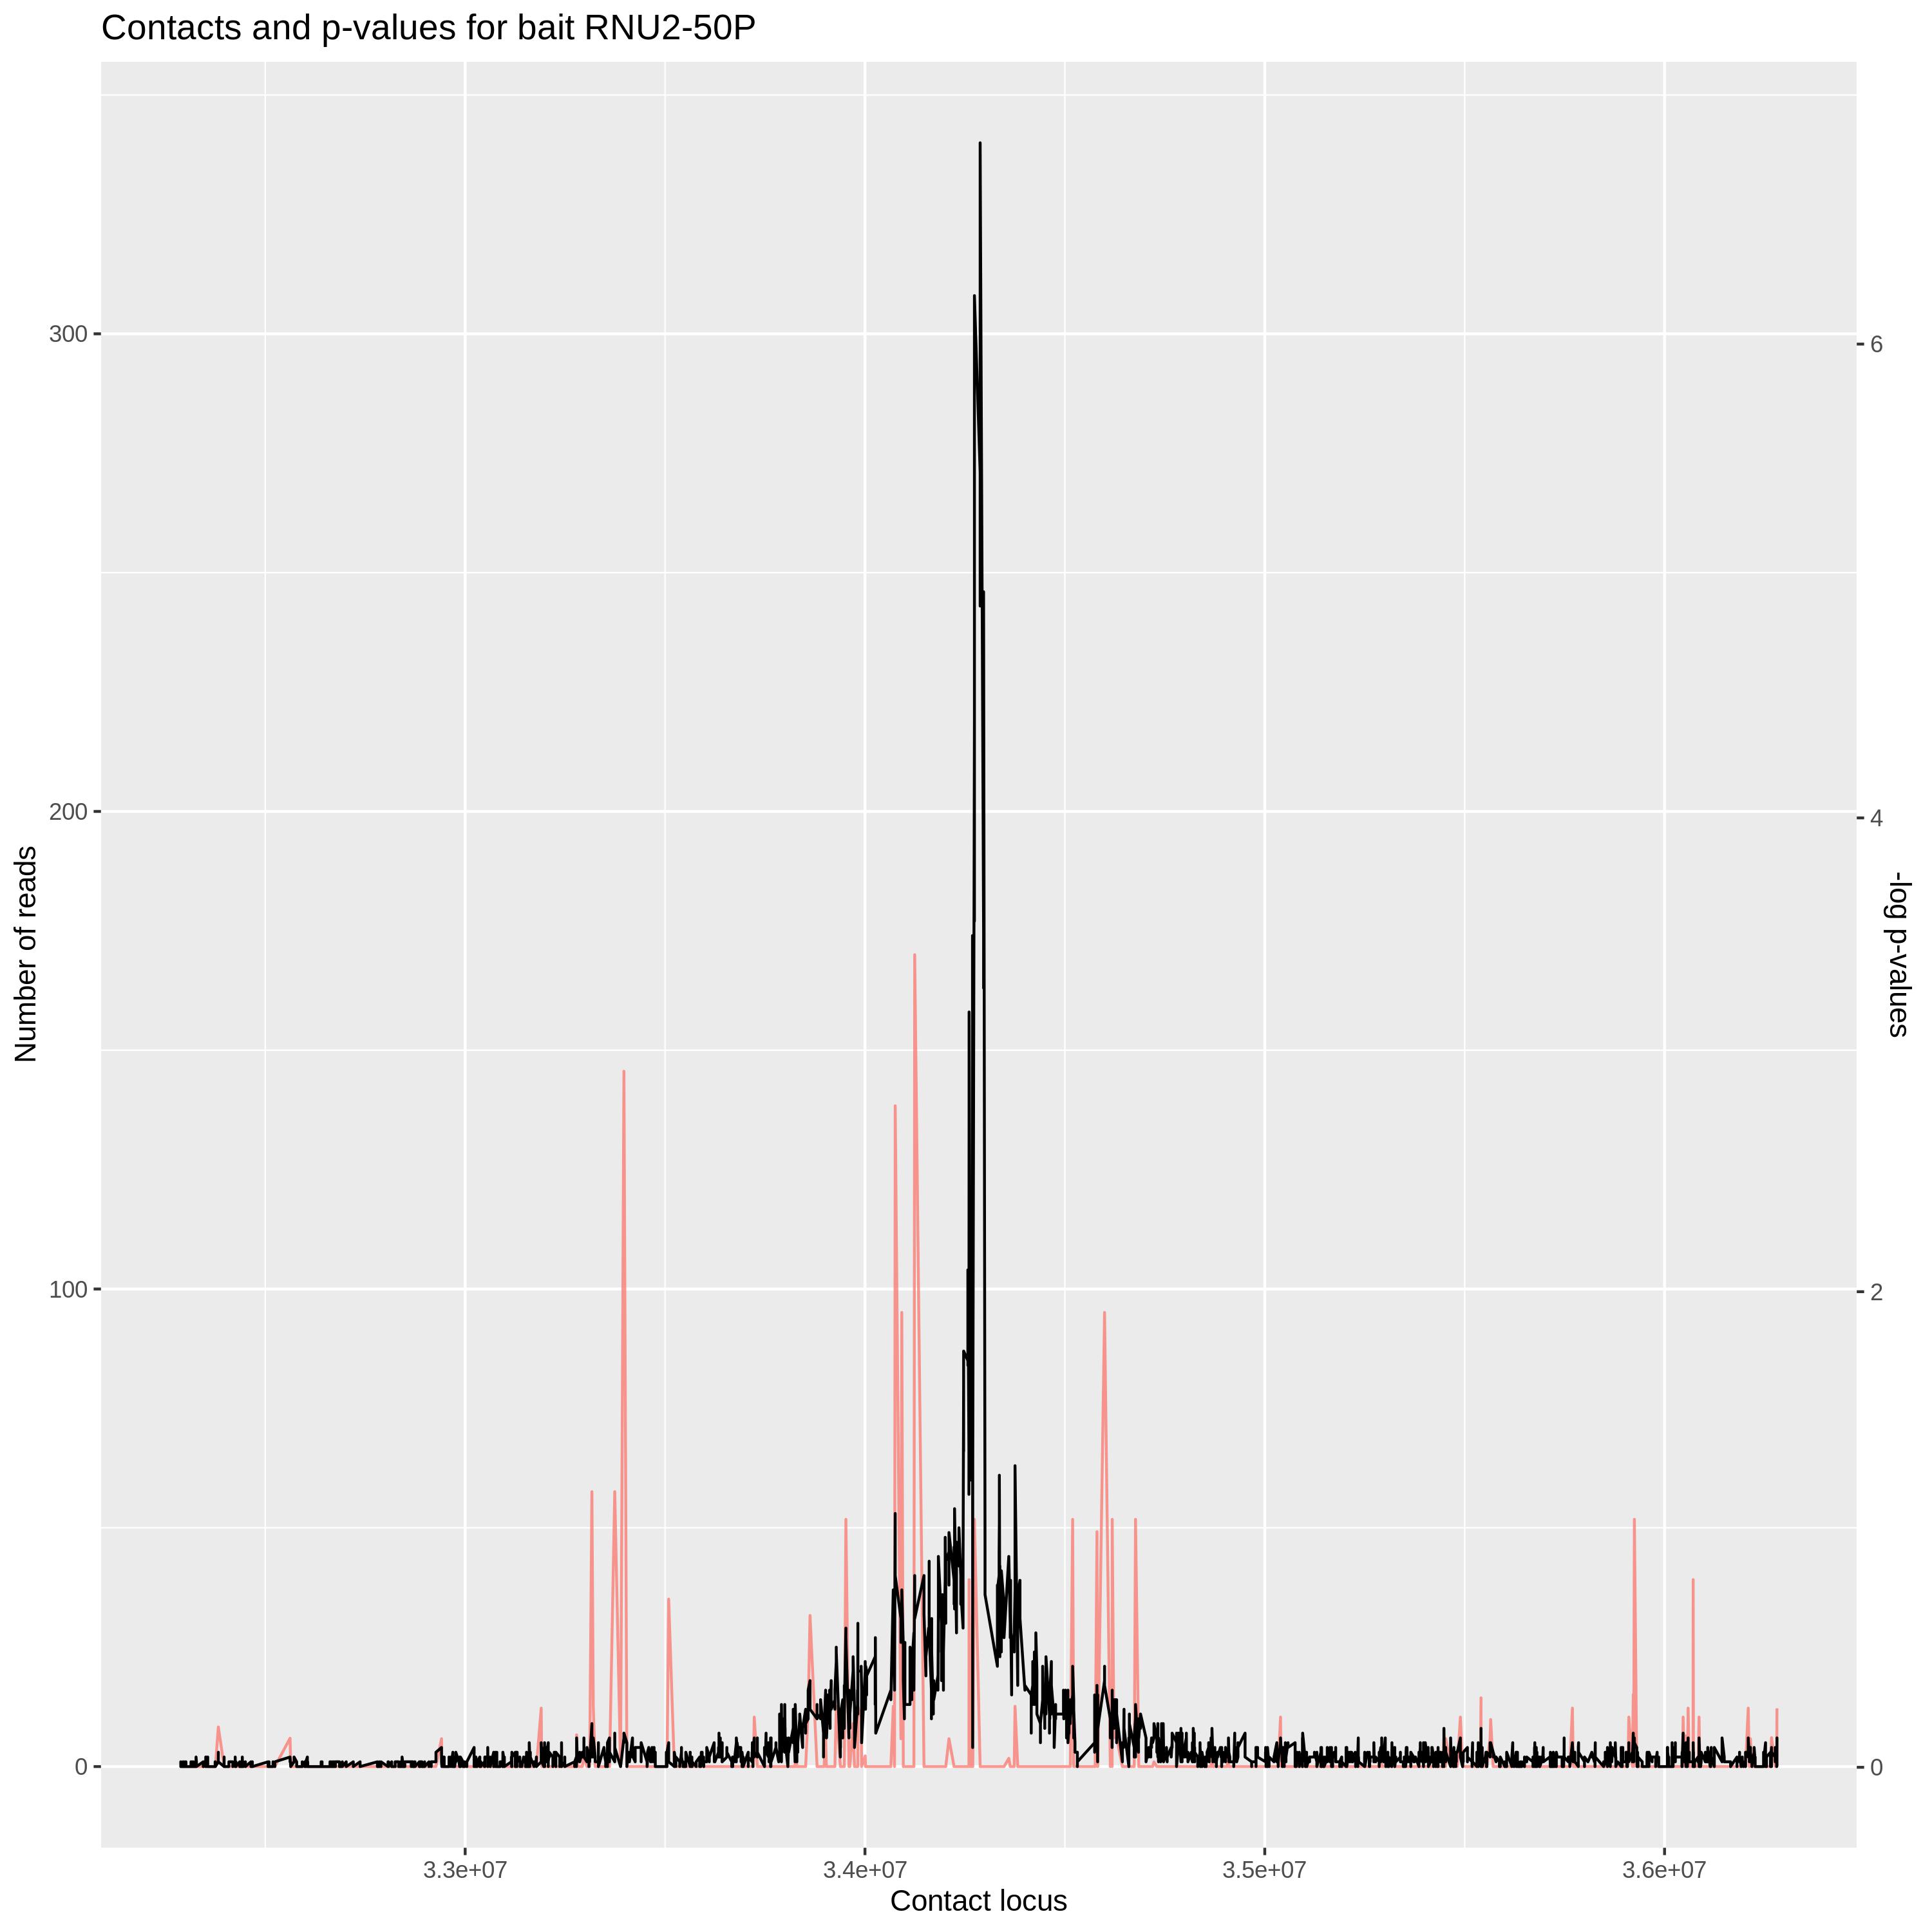 Contacts and p-values for bait RNU2-50P
300
200
100
0
Number of reads
6
4
2
0
-log p-values
3.3e+07
3.4e+07
3.5e+07
3.6e+07
Contact locus